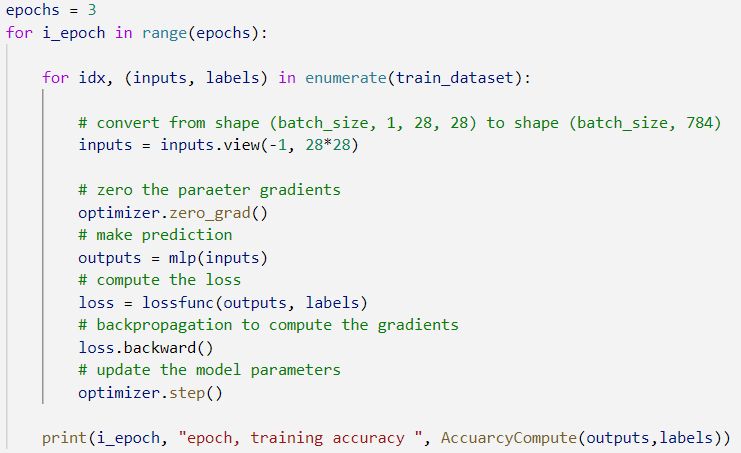 epochs = 3
for i_epoch in range(epochs):
for idx, (inputs, labels) in enumerate(train_dataset):
# convert from shape (batch_size, 1, 28, 28) to shape (batch_size, 784)
inputs = inputs.view(-1, 28*28)
# zero the paraeter gradients
optimizer.zero_grad()
# make prediction
outputs = mlp(inputs)
# compute the loss
loss = lossfunc(outputs, labels)
# backpropagation to compute the gradients
loss.backward()
# update the model parameters
optimizer.step()
print(i_epoch, "epoch, training accuracy ", AccuarcyCompute(outputs,labels))